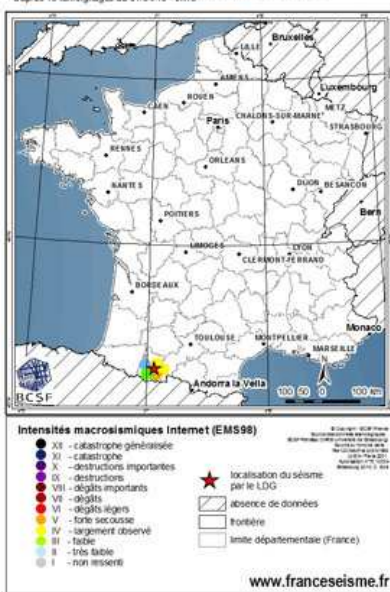 Bruxelles
LILLE
Luxembourg
AMIENS
ROUEN
METZ
CAEN
CHALONS-SUR-MARNE
Paris
STRASBOURG
RENNES
ORLEANS
NANTES
DIJON
BESANCON
Bern
POITIERS
LIMOGES
LYON
CLERMONT-FERRAND
BORDEAUX
Monaco
TOULOUSE
MONTPELLIER
MARSEILLE
Andorra la Vella
BCSF
100 50 0 100 km
Intensités macrosismiques Internet (EMS98)
XII - catastrophe généralisée
XI - catastrophe
X - destructions importantes
IX - destructions
VIII - dégâts importants
VII - dégâts
VI - dégâts légers
V - forte secousse
IV - largement observé
III - faible
II - très faible
I - non ressenti
localisation du séisme
par le LDG
absence de données
frontière
limite départementale (France)
www.franceseisme.fr